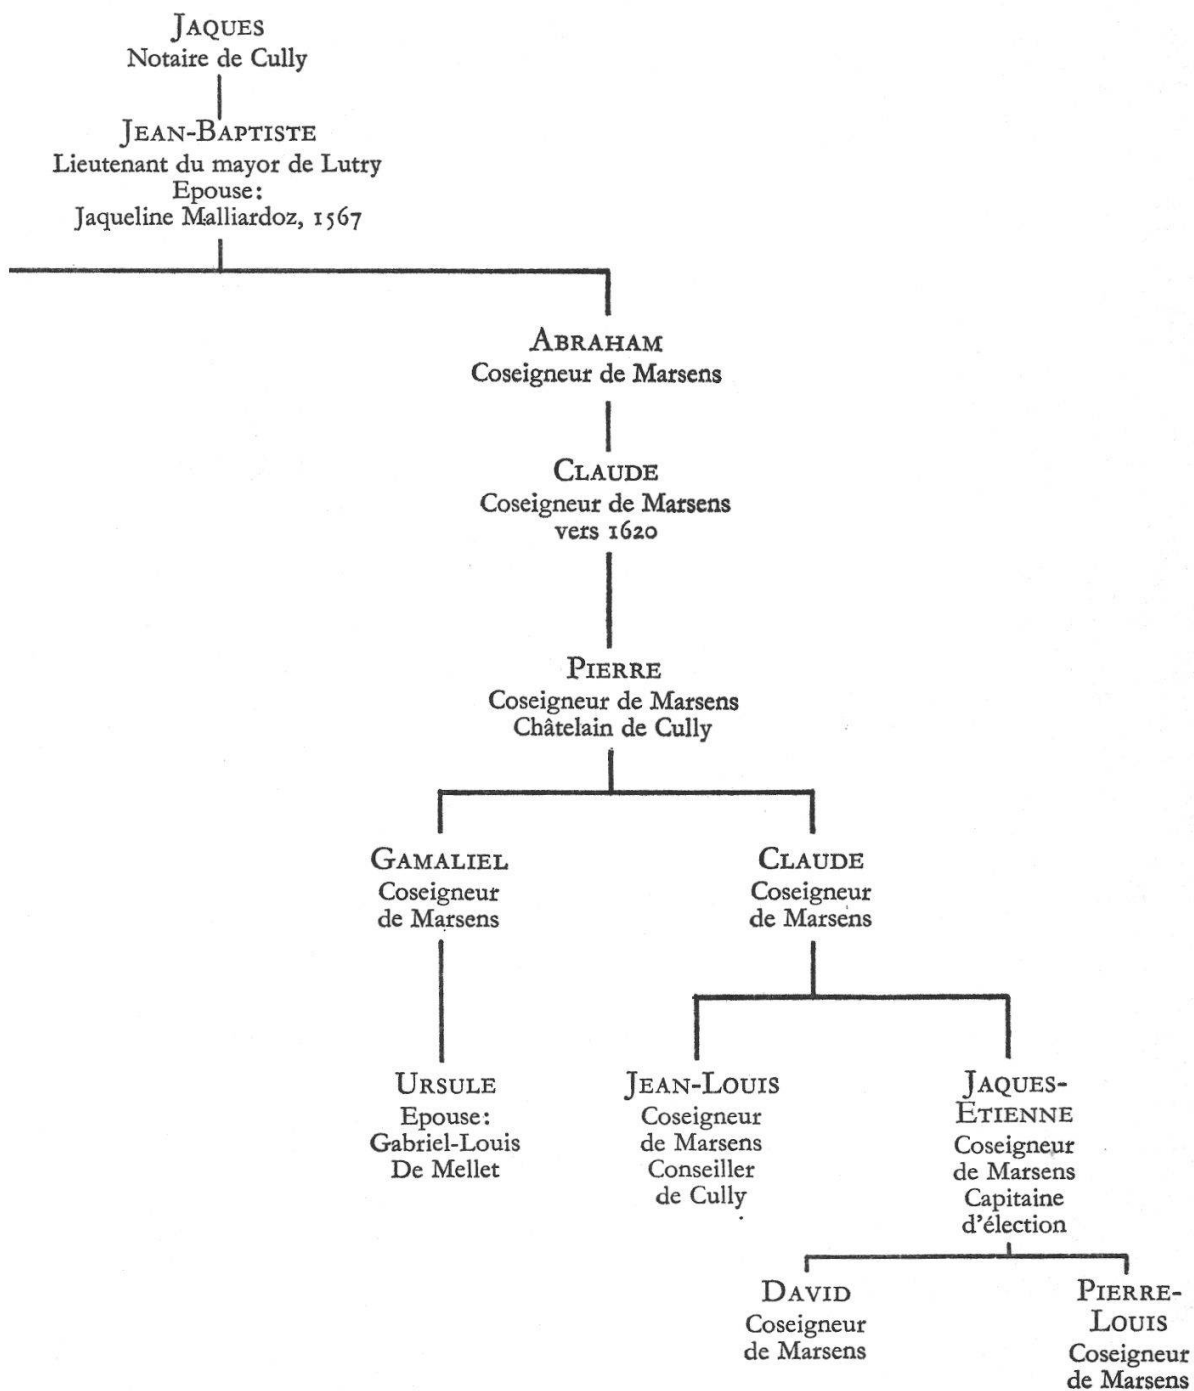 JAQUES
Notaire de Cully
JEAN-BAPTISTE
Lieutenant du mayor de Lutry
Epouse:
Jaqueline Malliardoz, 1567
ABRAHAM
Coseigneur de Marsens
CLAUDE
Coseigneur de Marsens
vers 1620
PIERRE
Coseigneur de Marsens
Châtelain de Cully
GAMALIEL
Coseigneur
de Marsens
CLAUDE
Coseigneur
de Marsens
URSULE
Epouse:
Gabriel-Louis
De Mellet
JEAN-LOUIS
Coseigneur
de Marsens
Conseiller
de Cully
JAQUES-
ETIENNE
Coseigneur
de Marsens
Capitaine
d'élection
DAVID
Coseigneur
de Marsens
PIERRE-
LOUIS
Coseigneur
de Marsens